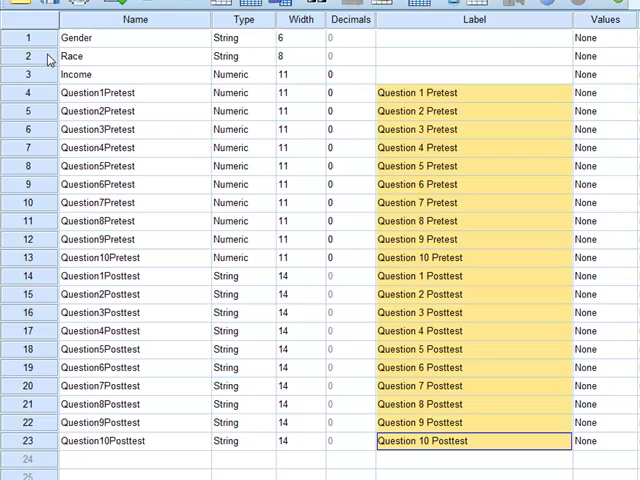 Name Type Width Decimals Label Values
1 Gender String 6 0 None
2 Race String 8 0 None
3 Income Numeric 11 0 None
4 Question1Pretest Numeric 11 0 Question 1 Pretest None
5 Question2Pretest Numeric 11 0 Question 2 Pretest None
6 Question3Pretest Numeric 11 0 Question 3 Pretest None
7 Question4Pretest Numeric 11 0 Question 4 Pretest None
8 Question5Pretest Numeric 11 0 Question 5 Pretest None
9 Question6Pretest Numeric 11 0 Question 6 Pretest None
10 Question7Pretest Numeric 11 0 Question 7 Pretest None
11 Question8Pretest Numeric 11 0 Question 8 Pretest None
12 Question9Pretest Numeric 11 0 Question 9 Pretest None
13 Question10Pretest Numeric 11 0 Question 10 Pretest None
14 Question1Posttest String 14 0 Question 1 Posttest None
15 Question2Posttest String 14 0 Question 2 Posttest None
16 Question3Posttest String 14 0 Question 3 Posttest None
17 Question4Posttest String 14 0 Question 4 Posttest None
18 Question5Posttest String 14 0 Question 5 Posttest None
19 Question6Posttest String 14 0 Question 6 Posttest None
20 Question7Posttest String 14 0 Question 7 Posttest None
21 Question8Posttest String 14 0 Question 8 Posttest None
22 Question9Posttest String 14 0 Question 9 Posttest None
23 Question10Posttest String 14 0 Question 10 Posttest None
24
25